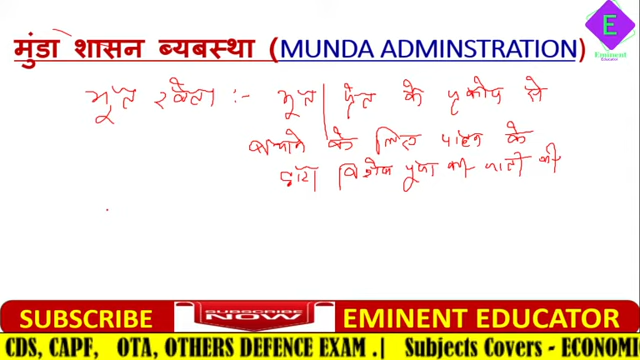 E
Eminent
Educator
मुंडा शासन ब्यबस्था (MUNDA ADMINSTRATION)
भूत खेता :- भूत | प्रेत के प्रकोप से
बचाने के लिए पाहन के
द्वारा विशेष पूजा की जाती थी
SUBSCRIBE
SUBSCRIBE
NOW
EMINENT EDUCATOR
CDS, CAPF, OTA, OTHERS DEFENCE EXAM .| Subjects Covers - ECONOM